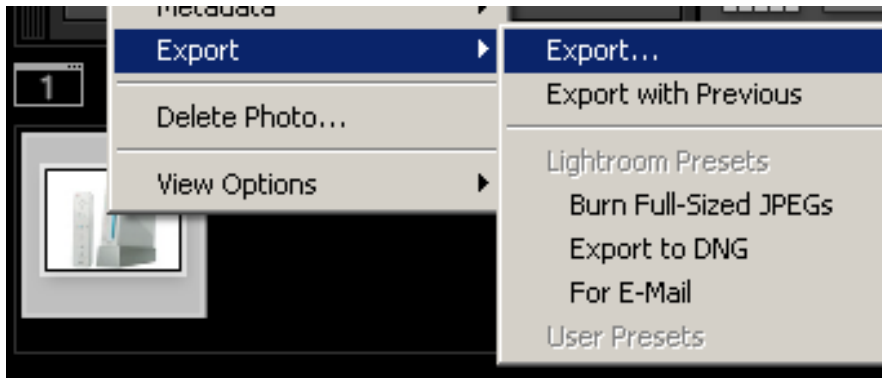 Metadata
Export
1
Delete Photo...
View Options
Export...
Export with Previous
Lightroom Presets
Burn Full-Sized JPEGs
Export to DNG
For E-Mail
User Presets